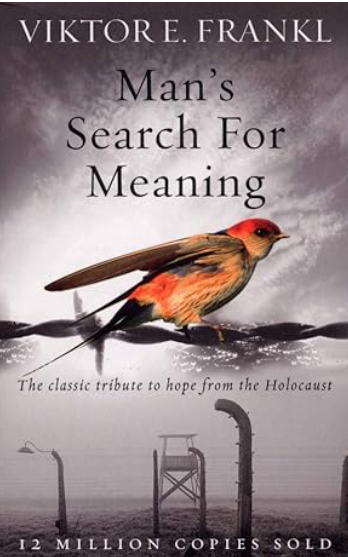 VIKTOR E. FRANKL
Man's
Search For
Meaning
The classic tribute to hope from the Holocaust
12 MILLION COPIES SOLD